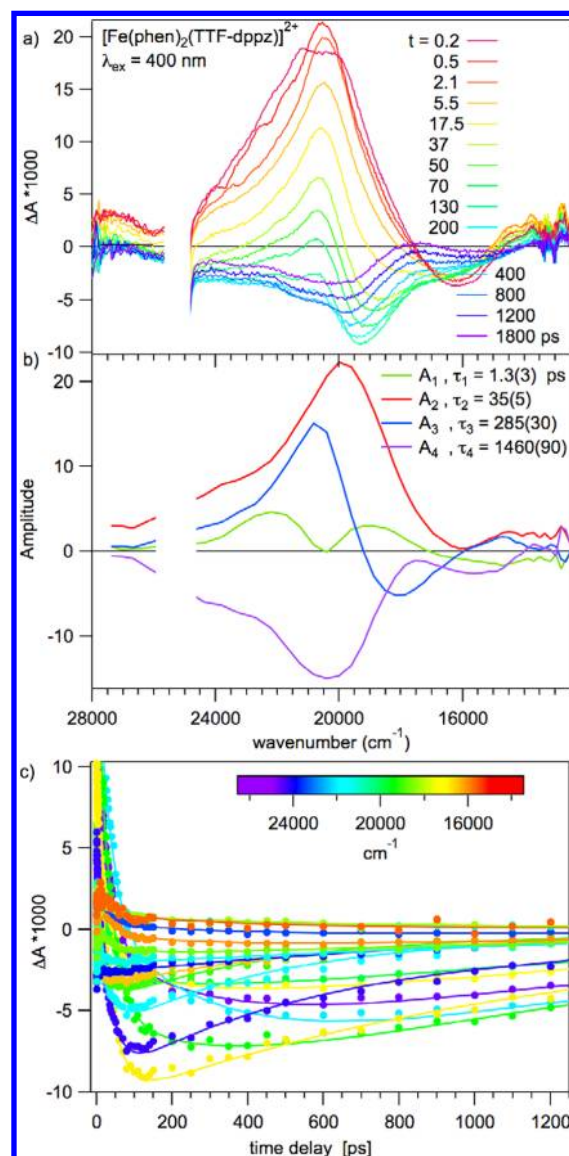 a)
[Fe(phen)₂(TTF-dppz)]²⁺
λex = 400 nm
t = 0.2
0.5
2.1
5.5
17.5
37
50
70
130
200
400
800
1200
1800 ps
ΔA *1000
20
15
10
5
0
-5
-10
b)
A₁ , τ₁ = 1.3(3) ps
A₂ , τ₂ = 35(5)
A₃ , τ₃ = 285(30)
A₄ , τ₄ = 1460(90)
Amplitude
20
10
0
-10
28000 24000 20000 16000
wavenumber (cm⁻¹)
c)
24000 20000 16000
cm⁻¹
ΔA *1000
10
5
0
-5
-10
0 200 400 600 800 1000 1200
time delay [ps]